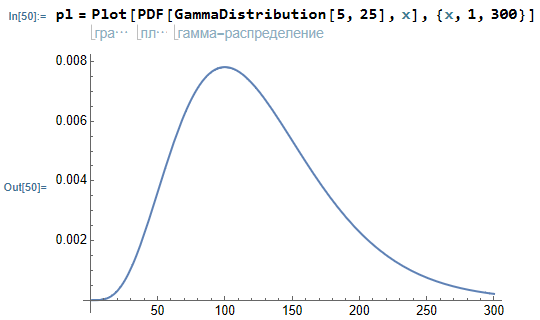 In[50]:= pl = Plot[PDF[GammaDistribution[5, 25], x], {x, 1, 300}]
гра⋯ пл⋯ гамма-распределение
0.008
0.006
0.004
Out[50]=
0.002
50 100 150 200 250 300